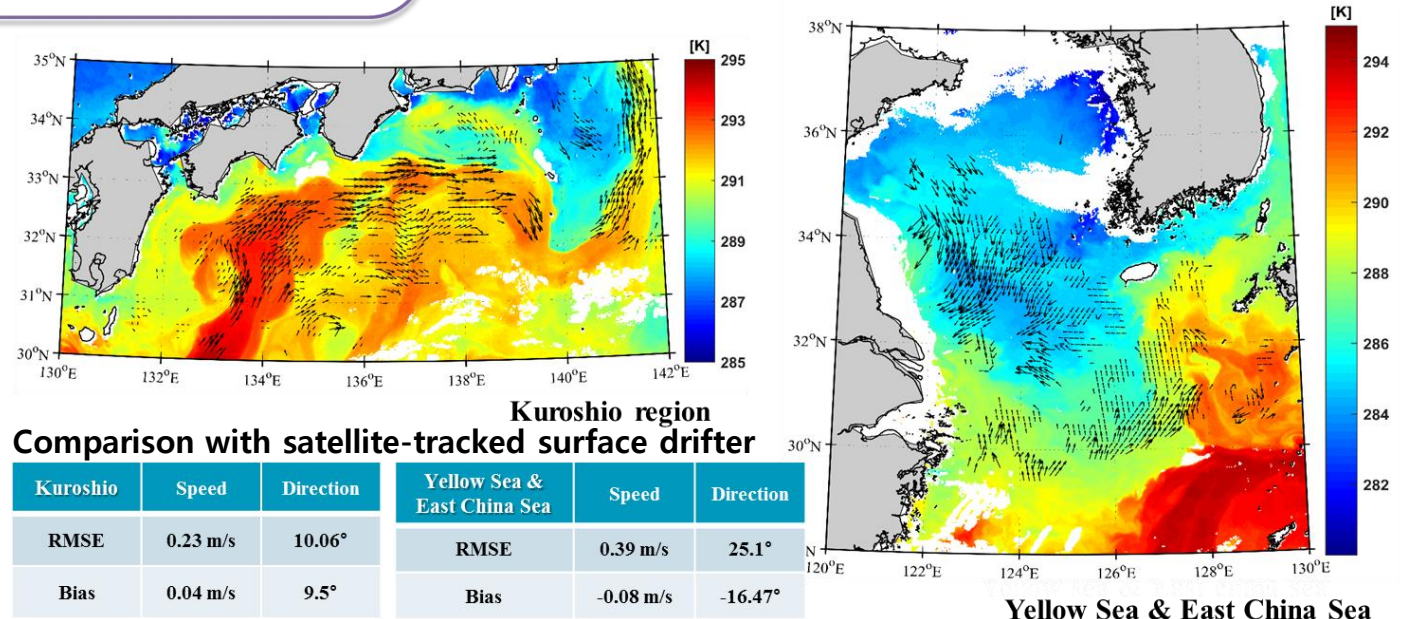 [K]
295
293
291
289
287
285
35°N
34°N
33°N
32°N
31°N
30°N
130°E 132°E 134°E 136°E 138°E 140°E 142°E
Kuroshio region
[K]
294
292
290
288
286
284
282
38°N
36°N
34°N
32°N
30°N
N
120°E 122°E 124°E 126°E 128°E 130°E
Yellow Sea & East China Sea
Comparison with satellite-tracked surface drifter
Kuroshio Speed Direction
RMSE 0.23 m/s 10.06°
Bias 0.04 m/s 9.5°
Yellow Sea &
East China Sea Speed Direction
RMSE 0.39 m/s 25.1°
Bias -0.08 m/s -16.47°